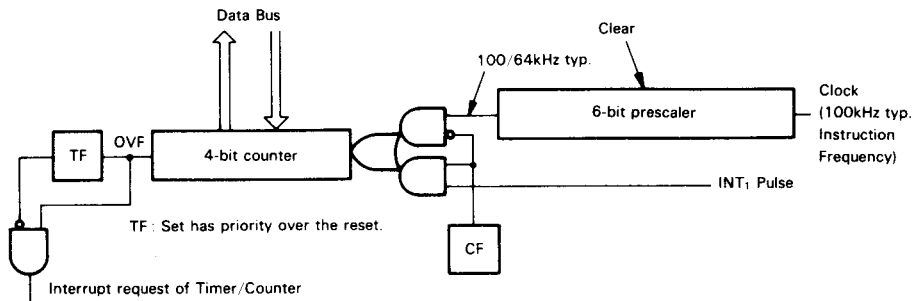 Data Bus
Clear
100/64kHz typ.
Clock
(100kHz typ.
Instruction
Frequency)
6-bit prescaler
OVF
TF
4-bit counter
INT₁ Pulse
TF : Set has priority over the reset.
CF
Interrupt request of Timer/Counter